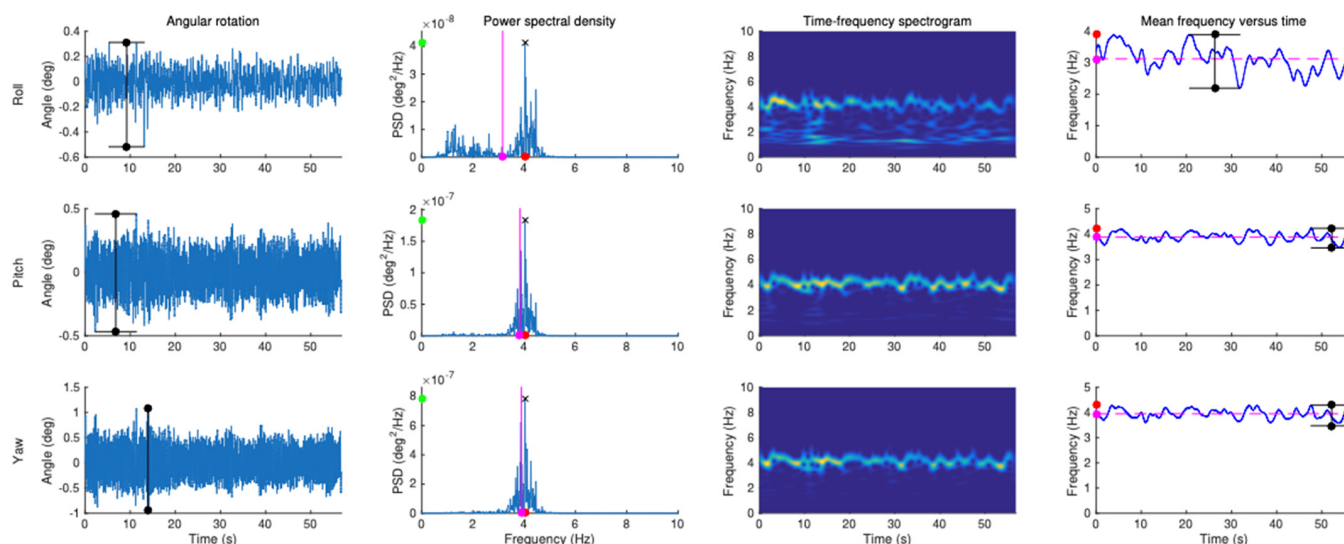 Angular rotation
Power spectral density
Time-frequency spectrogram
Mean frequency versus time
Roll
Angle (deg)
0.4
0.2
0
-0.2
-0.4
-0.6
0 10 20 30 40 50
×10⁻⁸
PSD (deg²/Hz)
4
3
2
1
0
0 2 4 6 8 10
Frequency (Hz)
10
8
6
4
2
0
0 10 20 30 40 50
Frequency (Hz)
4
3
2
1
0
0 10 20 30 40 50
Pitch
Angle (deg)
0.5
0
-0.5
0 10 20 30 40 50
×10⁻⁷
PSD (deg²/Hz)
2
1.5
1
0.5
0
0 2 4 6 8 10
Frequency (Hz)
10
8
6
4
2
0
0 10 20 30 40 50
Frequency (Hz)
5
4
3
2
1
0
0 10 20 30 40 50
Yaw
Angle (deg)
1.5
1
0.5
0
-0.5
-1
0 10 20 30 40 50
Time (s)
×10⁻⁷
PSD (deg²/Hz)
8
6
4
2
0
0 2 4 6 8 10
Frequency (Hz)
Frequency (Hz)
10
8
6
4
2
0
0 10 20 30 40 50
Time (s)
Frequency (Hz)
5
4
3
2
1
0
0 10 20 30 40 50
Time (s)